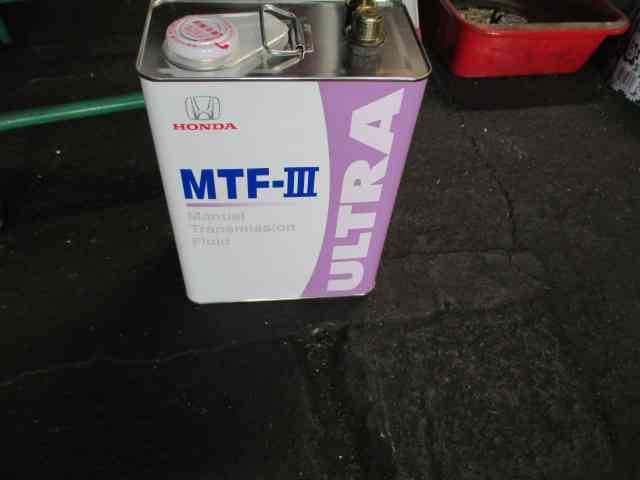 HONDA
MTF-III
Manual
Transmission
Fluid
ULTRA